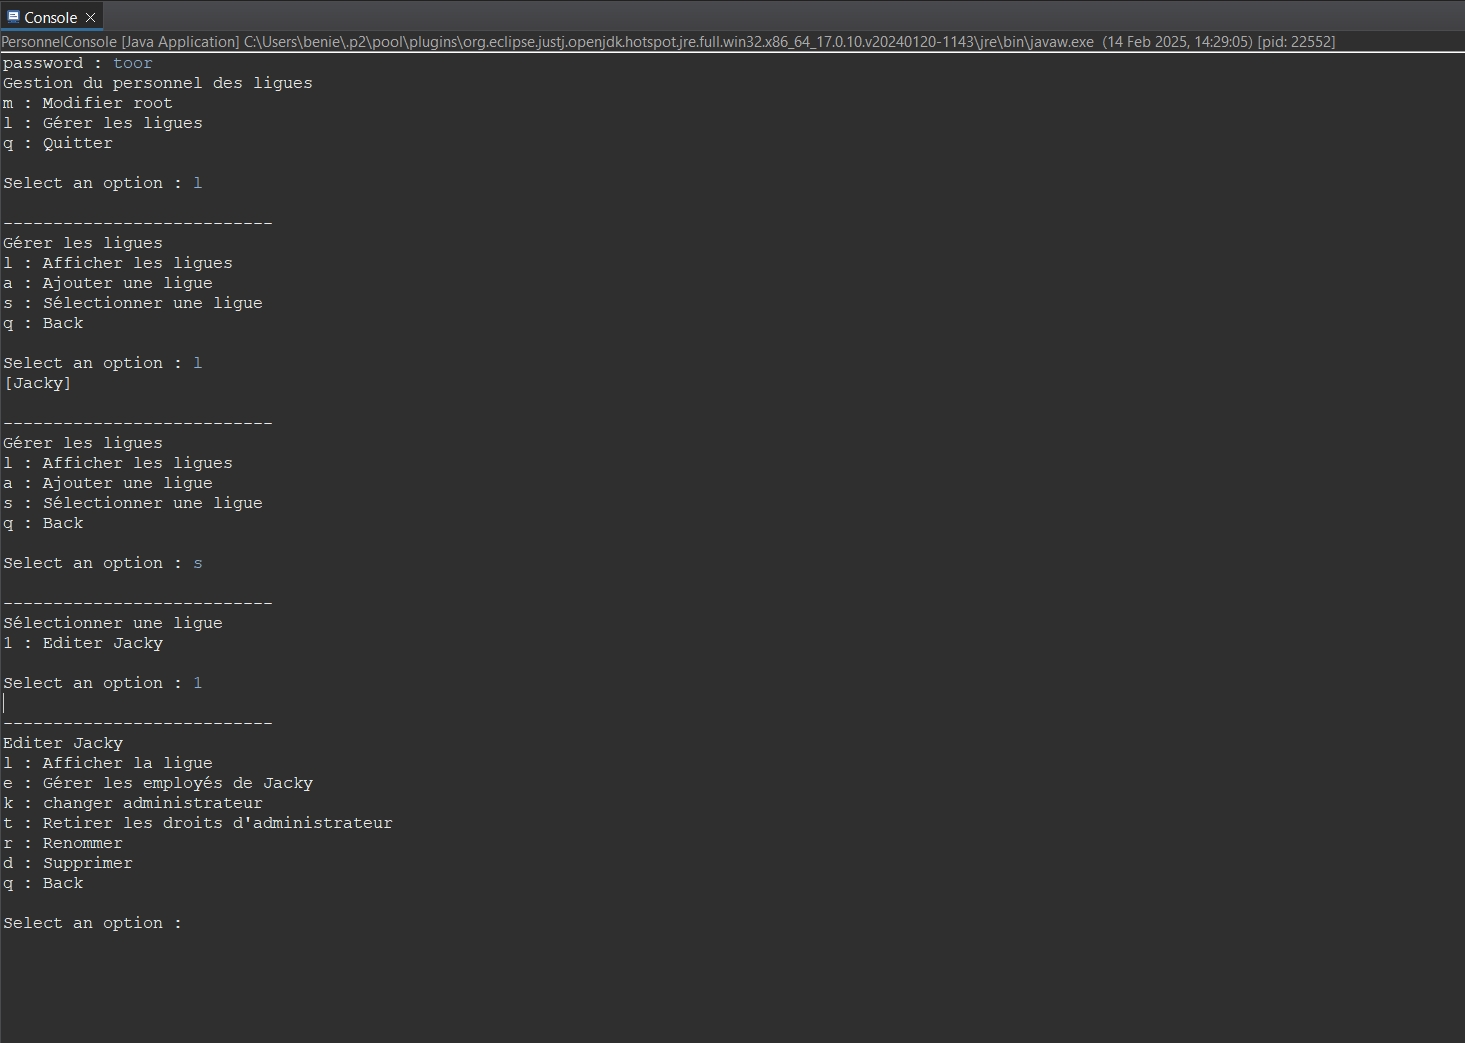 Console
PersonnelConsole [Java Application] C:\Users\benie\.p2\pool\plugins\org.eclipse.justj.openjdk.hotspot.jre.full.win32.x86_64_17.0.10.v20240120-1143\jre\bin\javaw.exe (14 Feb 2025, 14:29:05) [pid: 22552]
password : toor
Gestion du personnel des ligues
m : Modifier root
l : Gérer les ligues
q : Quitter
Select an option : l
---------------------------
Gérer les ligues
l : Afficher les ligues
a : Ajouter une ligue
s : Sélectionner une ligue
q : Back
Select an option : l
[Jacky]
---------------------------
Gérer les ligues
l : Afficher les ligues
a : Ajouter une ligue
s : Sélectionner une ligue
q : Back
Select an option : s
---------------------------
Sélectionner une ligue
1 : Editer Jacky
Select an option : 1
---------------------------
Editer Jacky
l : Afficher la ligue
e : Gérer les employés de Jacky
k : changer administrateur
t : Retirer les droits d'administrateur
r : Renommer
d : Supprimer
q : Back
Select an option :